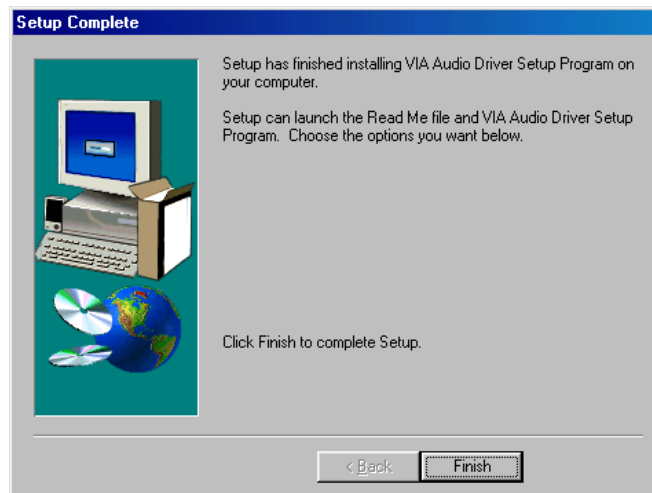 Setup Complete
Setup has finished installing VIA Audio Driver Setup Program on
your computer.
Setup can launch the Read Me file and VIA Audio Driver Setup
Program.  Choose the options you want below.
Click Finish to complete Setup.
< Back
Finish